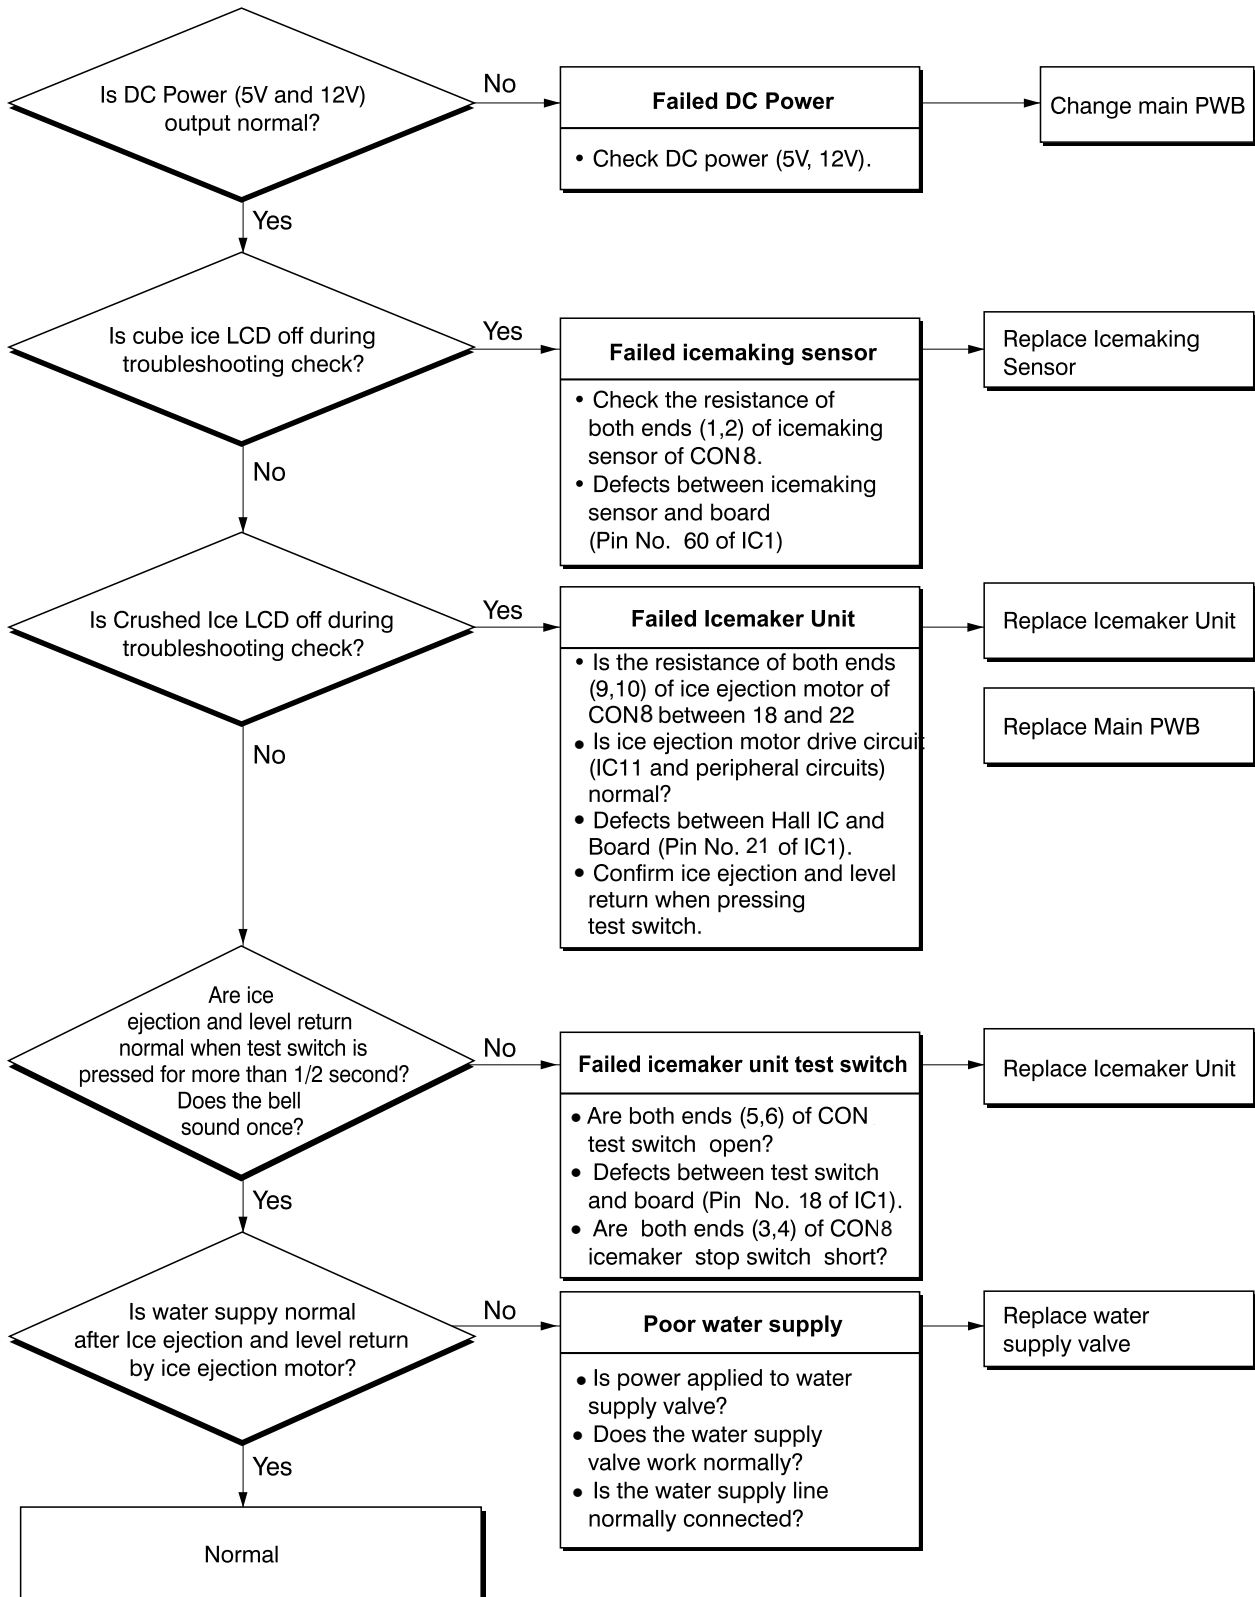 Is DC Power (5V and 12V)
output normal?
No
Failed DC Power
• Check DC power (5V, 12V).
Change main PWB
Yes
Is cube ice LCD off during
troubleshooting check?
Yes
Failed icemaking sensor
• Check the resistance of
both ends (1,2) of icemaking
sensor of CON8.
• Defects between icemaking
sensor and board
(Pin No. 60 of IC1)
Replace Icemaking
Sensor
No
Is Crushed Ice LCD off during
troubleshooting check?
Yes
Failed Icemaker Unit
• Is the resistance of both ends
(9,10) of ice ejection motor of
CON8 between 18 and 22
• Is ice ejection motor drive circuit
(IC11 and peripheral circuits)
normal?
• Defects between Hall IC and
Board (Pin No. 21 of IC1).
• Confirm ice ejection and level
return when pressing
test switch.
Replace Icemaker Unit
Replace Main PWB
No
Are ice
ejection and level return
normal when test switch is
pressed for more than 1/2 second?
Does the bell
sound once?
No
Failed icemaker unit test switch
• Are both ends (5,6) of CON
test switch open?
• Defects between test switch
and board (Pin No. 18 of IC1).
• Are both ends (3,4) of CON8
icemaker stop switch short?
Replace Icemaker Unit
Yes
Is water suppy normal
after Ice ejection and level return
by ice ejection motor?
No
Poor water supply
• Is power applied to water
supply valve?
• Does the water supply
valve work normally?
• Is the water supply line
normally connected?
Replace water
supply valve
Yes
Normal